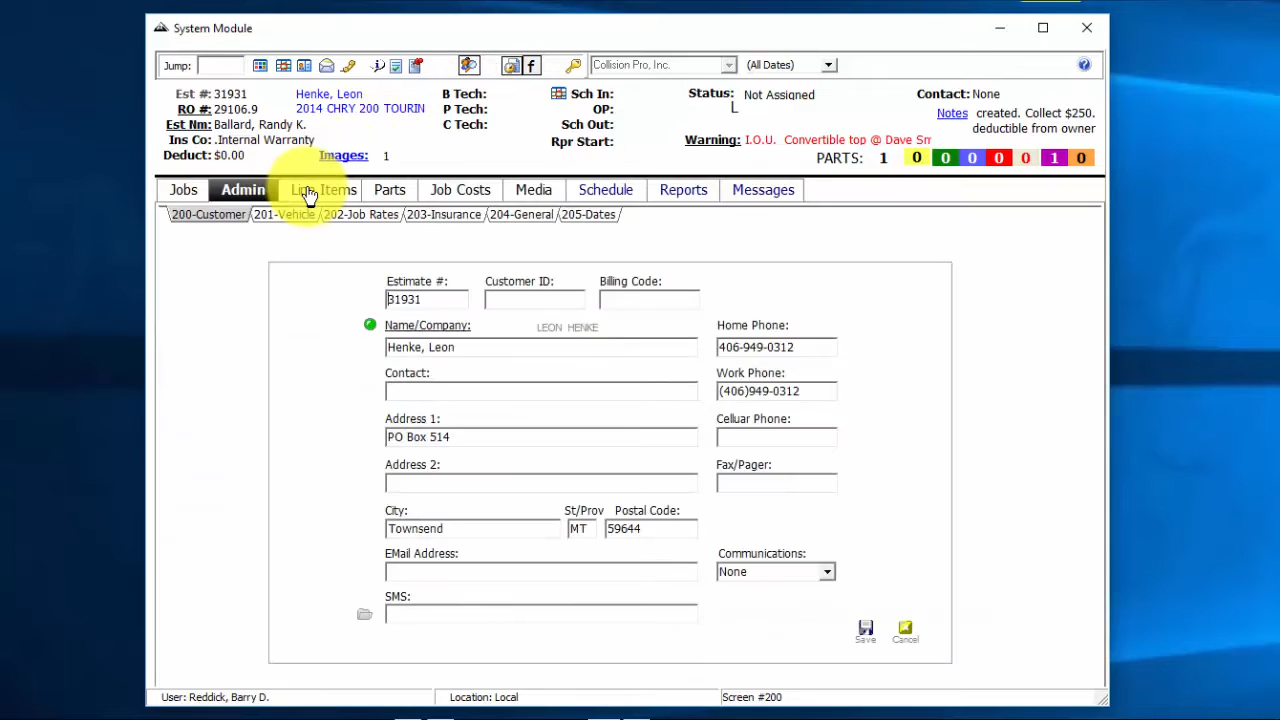 System Module
Jump: Collision Pro, Inc. (All Dates)
Est #: 31931 Henke, Leon B Tech: Sch In: Status: Not Assigned Contact: None
RO #: 29106.9 2014 CHRY 200 TOURIN P Tech: OP: L Notes created. Collect $250.
Est Nm: Ballard, Randy K. C Tech: Sch Out: deductible from owner
Ins Co: .Internal Warranty Rpr Start: Warning: I.O.U. Convertible top @ Dave Sm
Deduct: $0.00 Images: 1 PARTS: 1 0 0 0 0 0 1 0
Jobs Admin Line Items Parts Job Costs Media Schedule Reports Messages
200-Customer 201-Vehicle 202-Job Rates 203-Insurance 204-General 205-Dates
Estimate #: Customer ID: Billing Code:
31931
Name/Company: LEON HENKE Home Phone:
Henke, Leon 406-949-0312
Contact: Work Phone:
(406)949-0312
Address 1: Celluar Phone:
PO Box 514
Address 2: Fax/Pager:
City: St/Prov Postal Code:
Townsend MT 59644
EMail Address: Communications:
None
SMS:
Save Cancel
User: Reddick, Barry D. Location: Local Screen #200